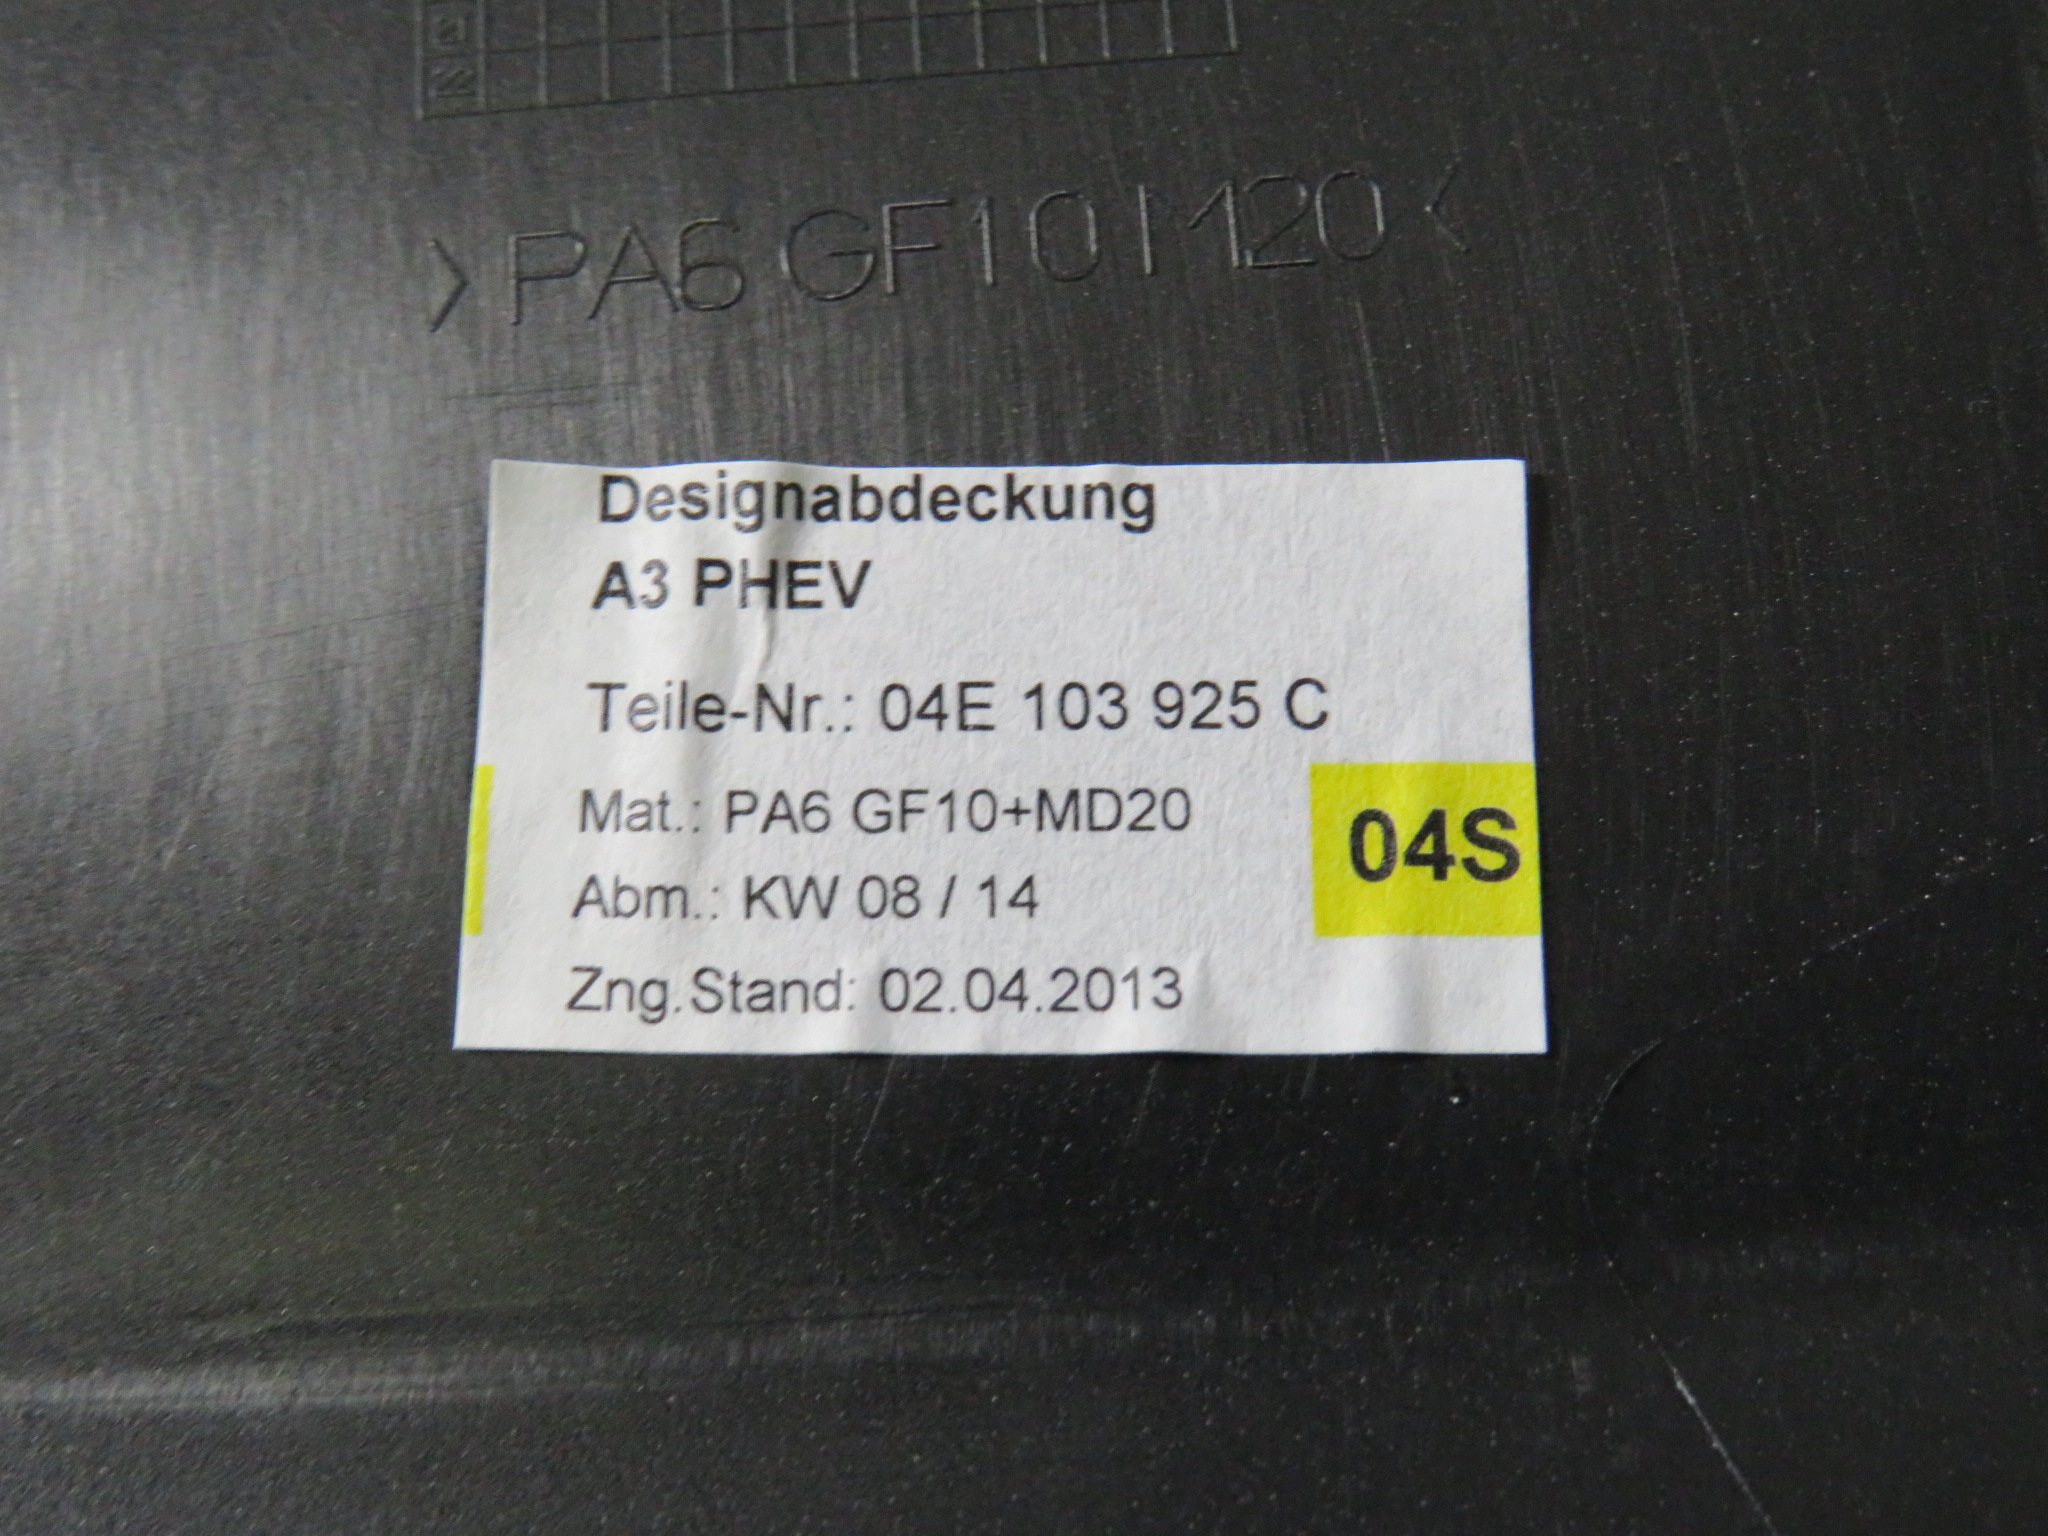 >PA6 GF10 M20<
Designabdeckung
A3 PHEV
Teile-Nr.: 04E 103 925 C
Mat.: PA6 GF10+MD20
04S
Abm.: KW 08 / 14
Zng.Stand: 02.04.2013